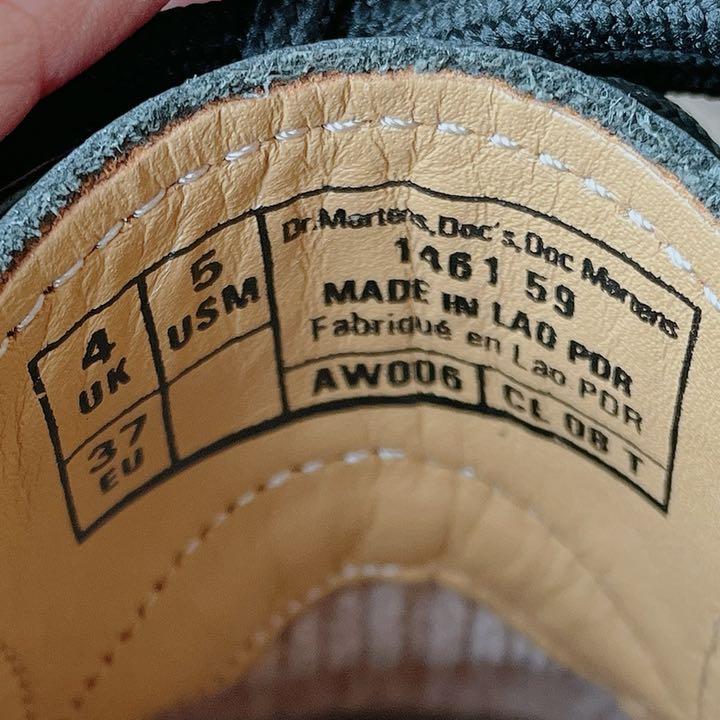 4
UK
5
USM
37
EU
Dr.Martens, Doc's, Doc Martens
1461 59
MADE IN LAO PDR
Fabriqué en Lao PDR
AW006
CL 08 T